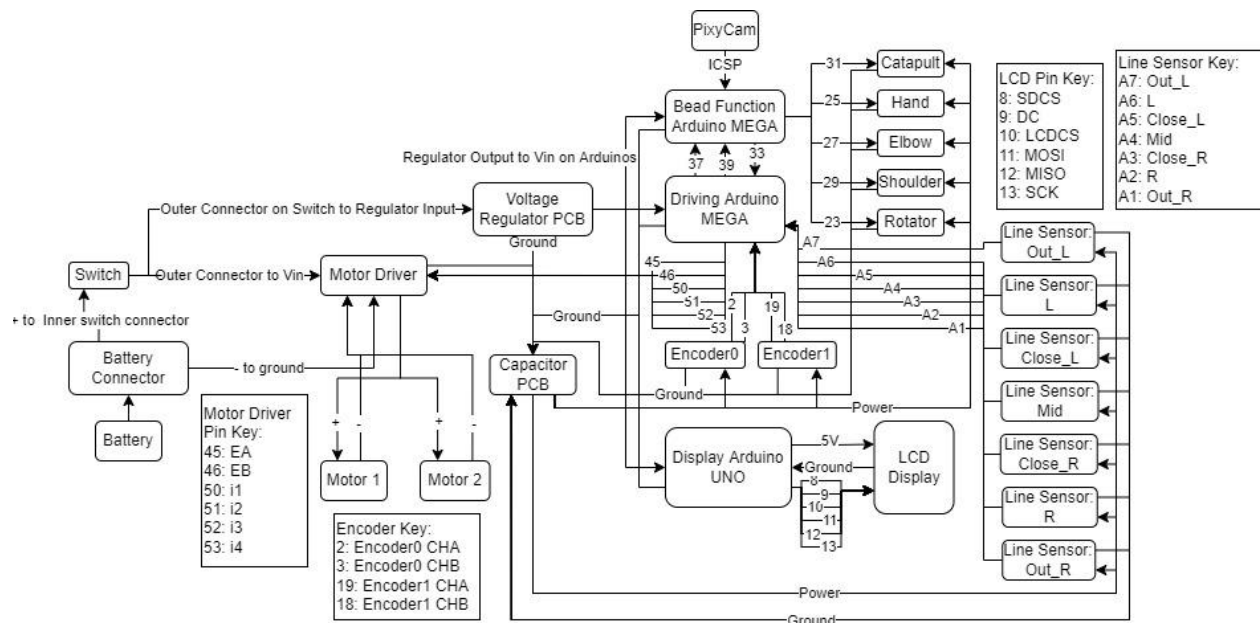 PixyCam
ICSP
Bead Function
Arduino MEGA
31
25
27
29
23
Catapult
Hand
Elbow
Shoulder
Rotator
LCD Pin Key:
8: SDCS
9: DC
10: LCDCS
11: MOSI
12: MISO
13: SCK
Line Sensor Key:
A7: Out_L
A6: L
A5: Close_L
A4: Mid
A3: Close_R
A2: R
A1: Out_R
Regulator Output to Vin on Arduinos
37
39
33
Driving Arduino
MEGA
Voltage
Regulator PCB
Outer Connector on Switch to Regulator Input
Ground
Switch
Outer Connector to Vin
Motor Driver
+ to Inner switch connector
Battery
Connector
- to ground
Battery
45
46
50
51
52
53
2
3
19
18
A7
A6
A5
A4
A3
A2
A1
Ground
Encoder0
Encoder1
Capacitor
PCB
Ground
Power
Line Sensor:
Out_L
Line Sensor:
L
Line Sensor:
Close_L
Line Sensor:
Mid
Line Sensor:
Close_R
Line Sensor:
R
Line Sensor:
Out_R
Motor Driver
Pin Key:
45: EA
46: EB
50: i1
51: i2
52: i3
53: i4
+
-
+
-
Motor 1
Motor 2
Encoder Key:
2: Encoder0 CHA
3: Encoder0 CHB
19: Encoder1 CHA
18: Encoder1 CHB
Display Arduino
UNO
5V
Ground
8
9
10
11
12
13
LCD
Display
Power
Ground